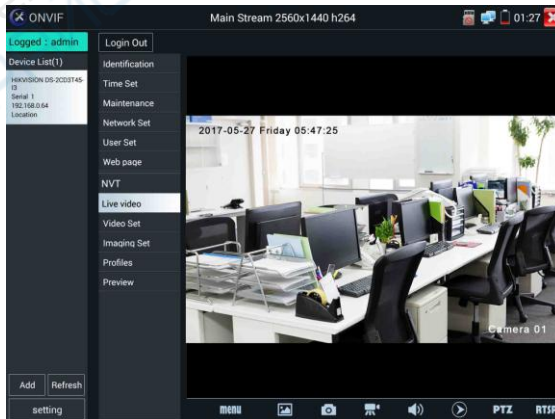 ONVIF
Main Stream 2560x1440 h264
01:27
Logged : admin
Login Out
Device List(1)
HIKVISION DS-2CD3T45-
I3
Serial 1
192.168.0.64
Location
Identification
Time Set
Maintenance
Network Set
User Set
Web page
NVT
Live video
Video Set
Imaging Set
Profiles
Preview
2017-05-27 Friday 05:47:25
Camera 01
Add
Refresh
setting
menu
PTZ
RTSP